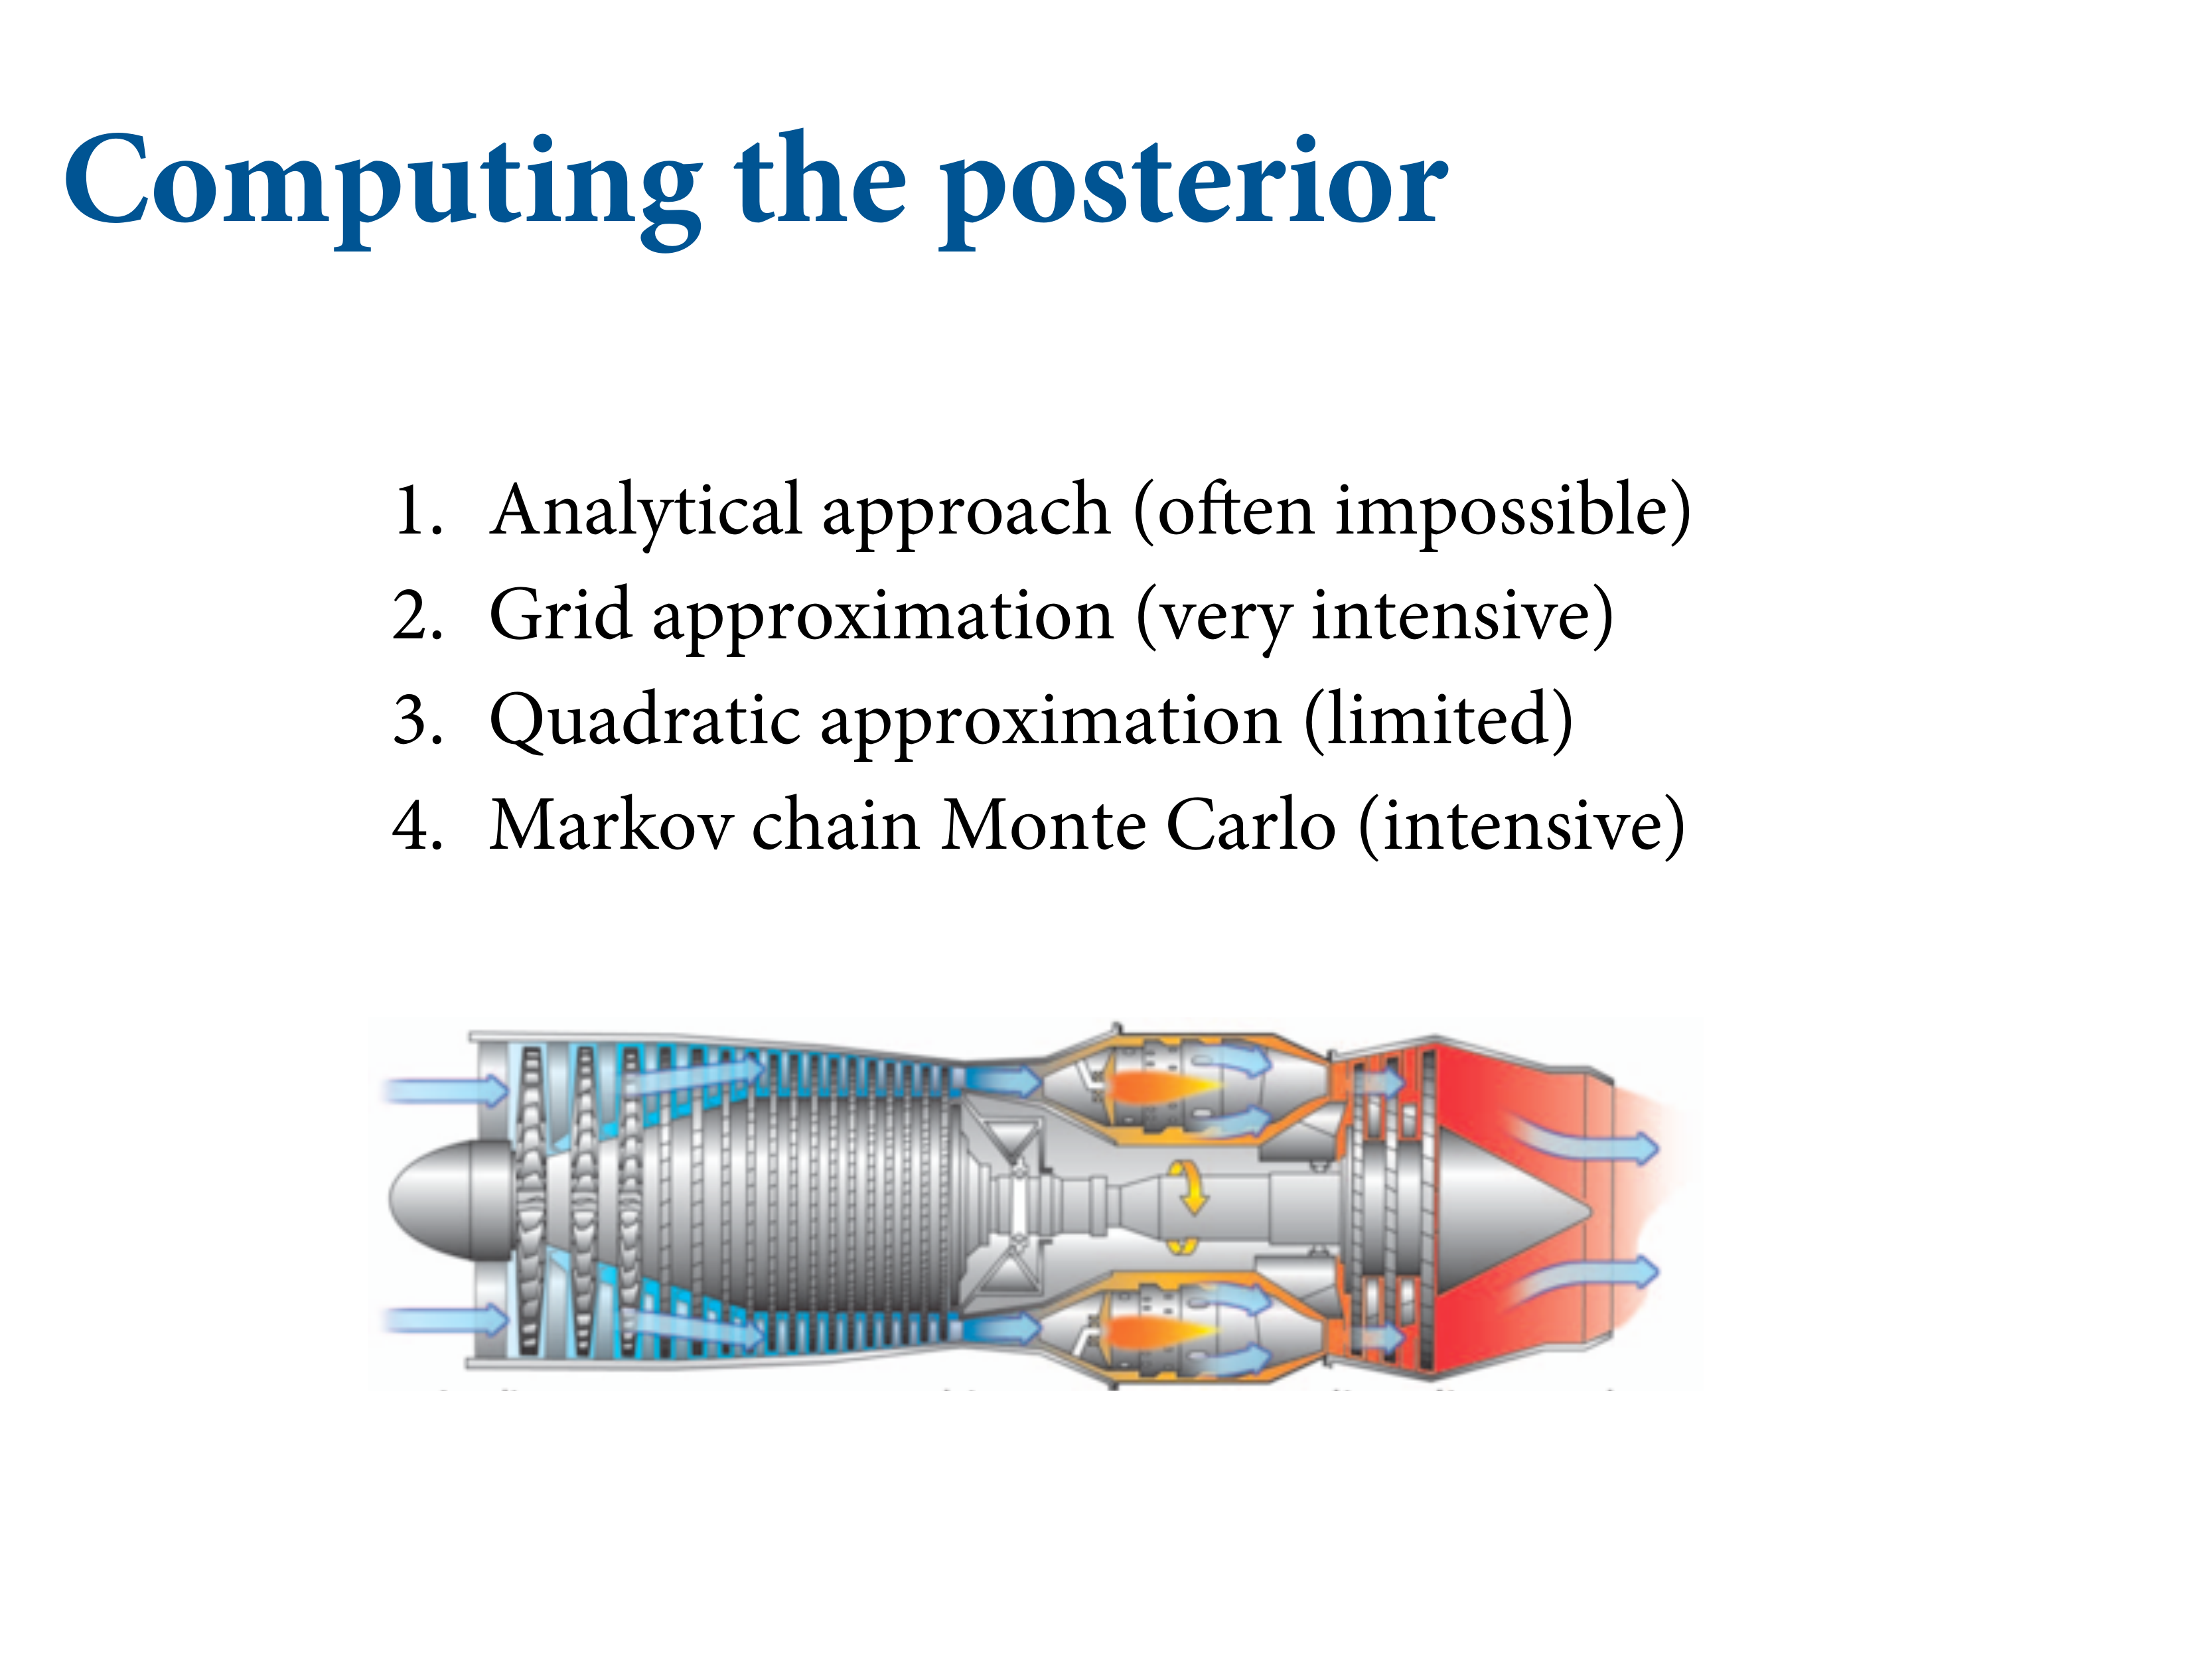 Computing the posterior
1. Analytical approach (often impossible)
2. Grid approximation (very intensive)
3. Quadratic approximation (limited)
4. Markov chain Monte Carlo (intensive)